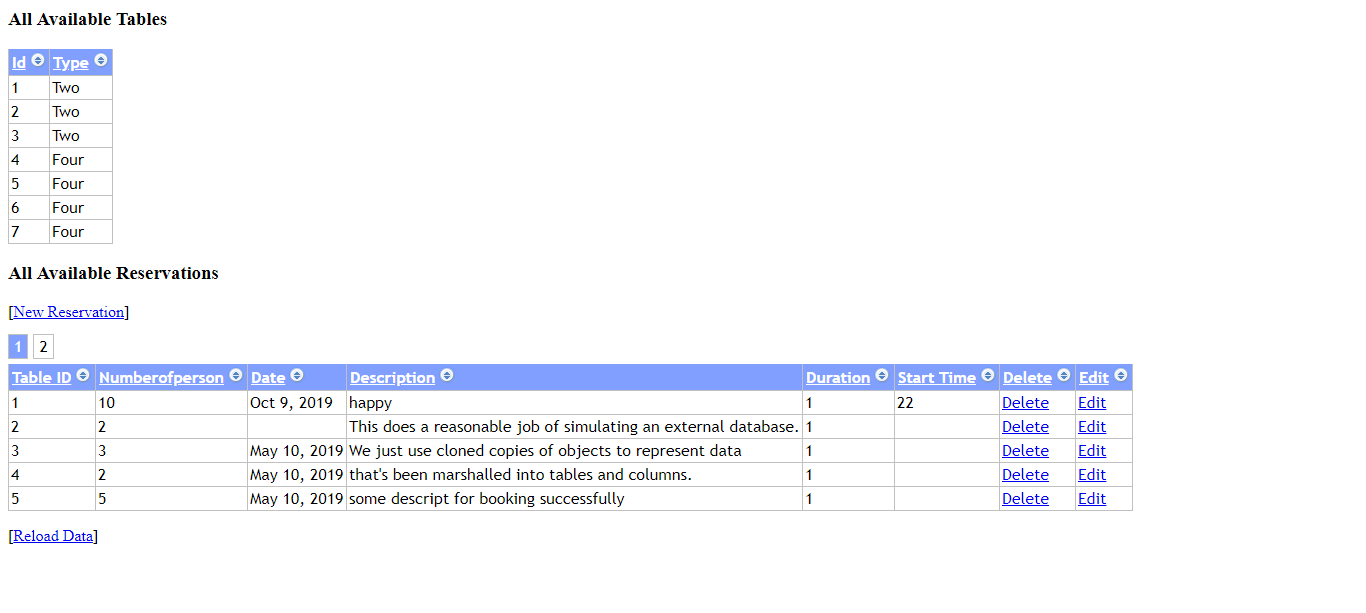 All Available Tables
Id Type
1 Two
2 Two
3 Two
4 Four
5 Four
6 Four
7 Four
All Available Reservations
[New Reservation]
1 2
Table ID Numberofperson Date Description Duration Start Time Delete Edit
1 10 Oct 9, 2019 happy 1 22 Delete Edit
2 2 This does a reasonable job of simulating an external database. 1 Delete Edit
3 3 May 10, 2019 We just use cloned copies of objects to represent data 1 Delete Edit
4 2 May 10, 2019 that's been marshalled into tables and columns. 1 Delete Edit
5 5 May 10, 2019 some descript for booking successfully 1 Delete Edit
[Reload Data]